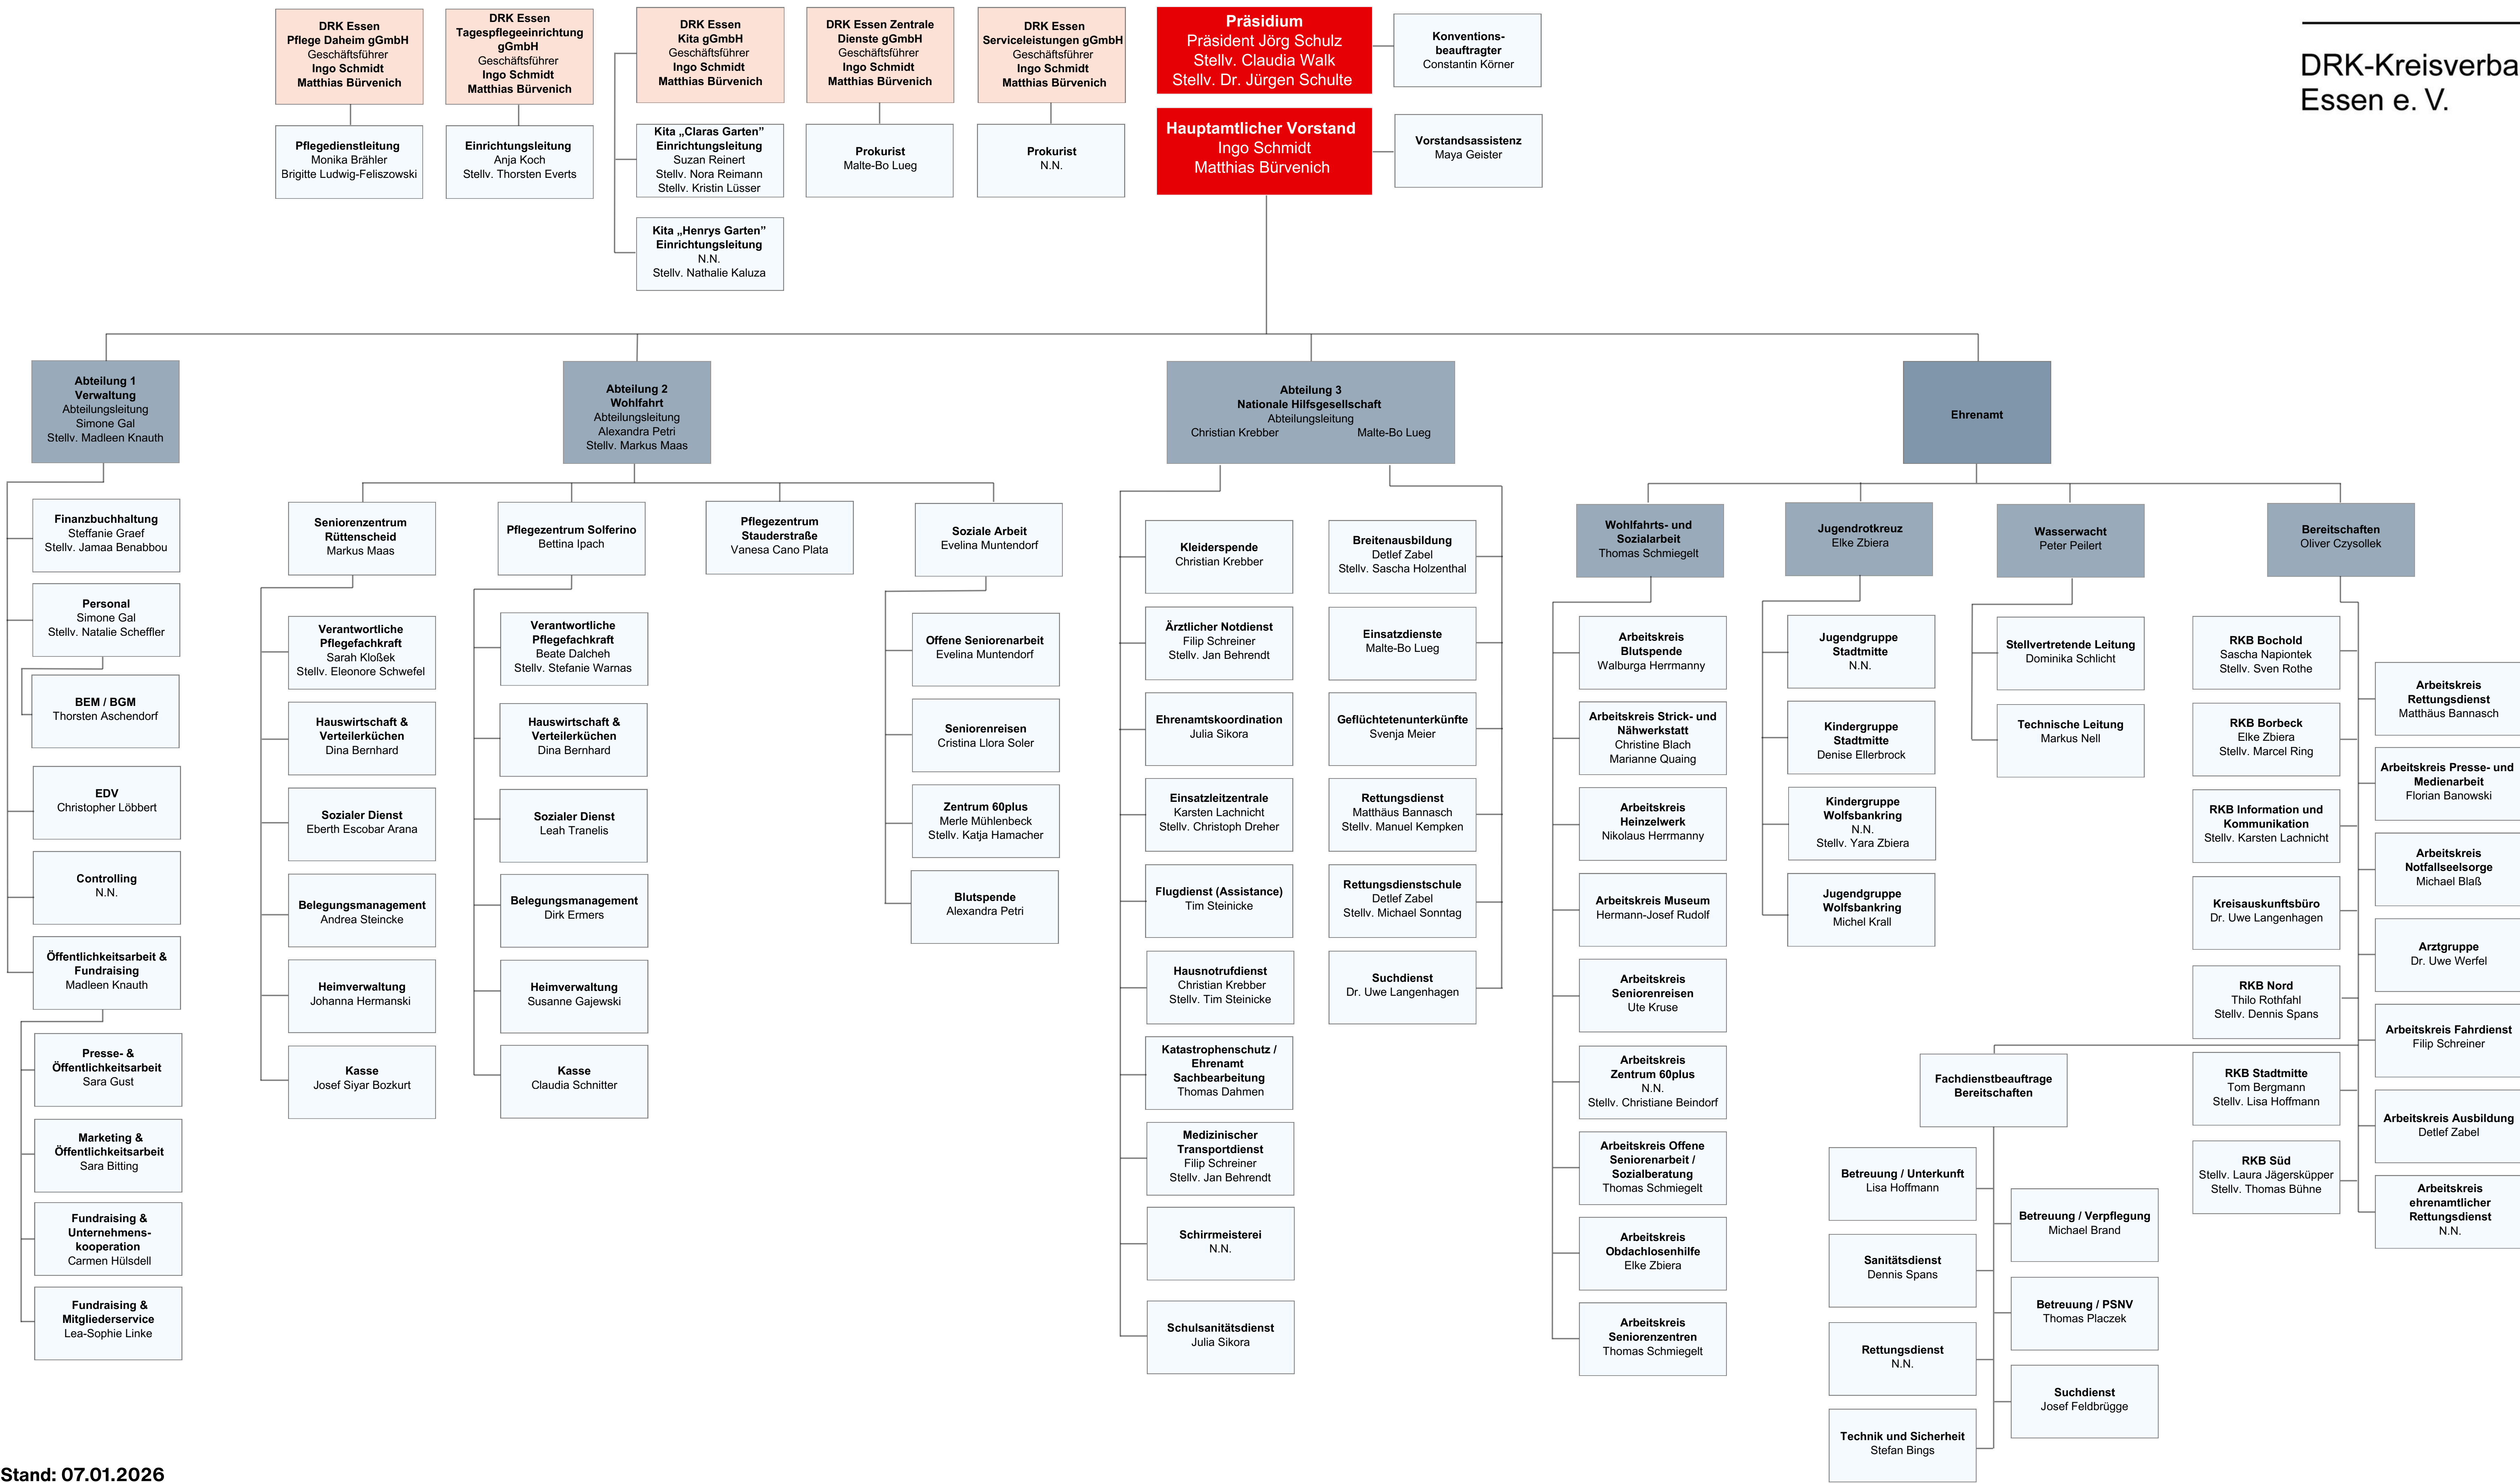 DRK Essen
Pflege Daheim gGmbH
Geschäftsführer
Ingo Schmidt
Matthias Bürvenich
DRK Essen
Tagespflegeeinrichtung
gGmbH
Geschäftsführer
Ingo Schmidt
Matthias Bürvenich
DRK Essen
Kita gGmbH
Geschäftsführer
Ingo Schmidt
Matthias Bürvenich
DRK Essen Zentrale
Dienste gGmbH
Geschäftsführer
Ingo Schmidt
Matthias Bürvenich
DRK Essen
Serviceleistungen gGmbH
Geschäftsführer
Ingo Schmidt
Matthias Bürvenich
Präsidium
Präsident Jörg Schulz
Stellv. Claudia Walk
Stellv. Dr. Jürgen Schulte
Konventions-
beauftragter
Constantin Körner
DRK-Kreisverba
Essen e. V.
Pflegedienstleitung
Monika Brähler
Brigitte Ludwig-Feliszowski
Einrichtungsleitung
Anja Koch
Stellv. Thorsten Everts
Kita „Claras Garten”
Einrichtungsleitung
Suzan Reinert
Stellv. Nora Reimann
Stellv. Kristin Lüsser
Prokurist
Malte-Bo Lueg
Prokurist
N.N.
Hauptamtlicher Vorstand
Ingo Schmidt
Matthias Bürvenich
Vorstandsassistenz
Maya Geister
Kita „Henrys Garten”
Einrichtungsleitung
N.N.
Stellv. Nathalie Kaluza
Abteilung 1
Verwaltung
Abteilungsleitung
Simone Gal
Stellv. Madleen Knauth
Abteilung 2
Wohlfahrt
Abteilungsleitung
Alexandra Petri
Stellv. Markus Maas
Abteilung 3
Nationale Hilfsgesellschaft
Abteilungsleitung
Christian Krebber Malte-Bo Lueg
Ehrenamt
Finanzbuchhaltung
Steffanie Graef
Stellv. Jamaa Benabbou
Personal
Simone Gal
Stellv. Natalie Scheffler
BEM / BGM
Thorsten Aschendorf
EDV
Christopher Löbbert
Controlling
N.N.
Öffentlichkeitsarbeit &
Fundraising
Madleen Knauth
Presse- &
Öffentlichkeitsarbeit
Sara Gust
Marketing &
Öffentlichkeitsarbeit
Sara Bitting
Fundraising &
Unternehmens-
kooperation
Carmen Hülsdell
Fundraising &
Mitgliederservice
Lea-Sophie Linke
Seniorenzentrum
Rüttenscheid
Markus Maas
Verantwortliche
Pflegefachkraft
Sarah Kloßek
Stellv. Eleonore Schwefel
Hauswirtschaft &
Verteilerküchen
Dina Bernhard
Sozialer Dienst
Eberth Escobar Arana
Belegungsmanagement
Andrea Steincke
Heimverwaltung
Johanna Hermanski
Kasse
Josef Siyar Bozkurt
Pflegezentrum Solferino
Bettina Ipach
Verantwortliche
Pflegefachkraft
Beate Dalcheh
Stellv. Stefanie Warnas
Hauswirtschaft &
Verteilerküchen
Dina Bernhard
Sozialer Dienst
Leah Tranelis
Belegungsmanagement
Dirk Ermers
Heimverwaltung
Susanne Gajewski
Kasse
Claudia Schnitter
Pflegezentrum
Stauderstraße
Vanesa Cano Plata
Soziale Arbeit
Evelina Muntendorf
Offene Seniorenarbeit
Evelina Muntendorf
Seniorenreisen
Cristina Llora Soler
Zentrum 60plus
Merle Mühlenbeck
Stellv. Katja Hamacher
Blutspende
Alexandra Petri
Kleiderspende
Christian Krebber
Ärztlicher Notdienst
Filip Schreiner
Stellv. Jan Behrendt
Ehrenamtskoordination
Julia Sikora
Einsatzleitzentrale
Karsten Lachnicht
Stellv. Christoph Dreher
Flugdienst (Assistance)
Tim Steinicke
Hausnotrufdienst
Christian Krebber
Stellv. Tim Steinicke
Katastrophenschutz /
Ehrenamt
Sachbearbeitung
Thomas Dahmen
Medizinischer
Transportdienst
Filip Schreiner
Stellv. Jan Behrendt
Schirrmeisterei
N.N.
Schulsanitätsdienst
Julia Sikora
Breitenausbildung
Detlef Zabel
Stellv. Sascha Holzenthal
Einsatzdienste
Malte-Bo Lueg
Geflüchtetenunterkünfte
Svenja Meier
Rettungsdienst
Matthäus Bannasch
Stellv. Manuel Kempken
Rettungsdienstschule
Detlef Zabel
Stellv. Michael Sonntag
Suchdienst
Dr. Uwe Langenhagen
Wohlfahrts- und
Sozialarbeit
Thomas Schmiegelt
Arbeitskreis
Blutspende
Walburga Herrmanny
Arbeitskreis Strick- und
Nähwerkstatt
Christine Blach
Marianne Quaing
Arbeitskreis
Heinzelwerk
Nikolaus Herrmanny
Arbeitskreis Museum
Hermann-Josef Rudolf
Arbeitskreis
Seniorenreisen
Ute Kruse
Arbeitskreis
Zentrum 60plus
N.N.
Stellv. Christiane Beindorf
Arbeitskreis Offene
Seniorenarbeit /
Sozialberatung
Thomas Schmiegelt
Arbeitskreis
Obdachlosenhilfe
Elke Zbiera
Arbeitskreis
Seniorenzentren
Thomas Schmiegelt
Jugendrotkreuz
Elke Zbiera
Jugendgruppe
Stadtmitte
N.N.
Kindergruppe
Stadtmitte
Denise Ellerbrock
Kindergruppe
Wolfsbankring
N.N.
Stellv. Yara Zbiera
Jugendgruppe
Wolfsbankring
Michel Krall
Wasserwacht
Peter Peilert
Stellvertretende Leitung
Dominika Schlicht
Technische Leitung
Markus Nell
Bereitschaften
Oliver Czysollek
RKB Bochold
Sascha Napiontek
Stellv. Sven Rothe
RKB Borbeck
Elke Zbiera
Stellv. Marcel Ring
RKB Information und
Kommunikation
Stellv. Karsten Lachnicht
Kreisauskunftsbüro
Dr. Uwe Langenhagen
RKB Nord
Thilo Rothfahl
Stellv. Dennis Spans
RKB Stadtmitte
Tom Bergmann
Stellv. Lisa Hoffmann
RKB Süd
Stellv. Laura Jägersküpper
Stellv. Thomas Bühne
Arbeitskreis
Rettungsdienst
Matthäus Bannasch
Arbeitskreis Presse- und
Medienarbeit
Florian Banowski
Arbeitskreis
Notfallseelsorge
Michael Blaß
Arztgruppe
Dr. Uwe Werfel
Arbeitskreis Fahrdienst
Filip Schreiner
Arbeitskreis Ausbildung
Detlef Zabel
Arbeitskreis
ehrenamtlicher
Rettungsdienst
N.N.
Fachdienstbeauftrage
Bereitschaften
Betreuung / Unterkunft
Lisa Hoffmann
Sanitätsdienst
Dennis Spans
Rettungsdienst
N.N.
Technik und Sicherheit
Stefan Bings
Betreuung / Verpflegung
Michael Brand
Betreuung / PSNV
Thomas Placzek
Suchdienst
Josef Feldbrügge
Stand: 07.01.2026